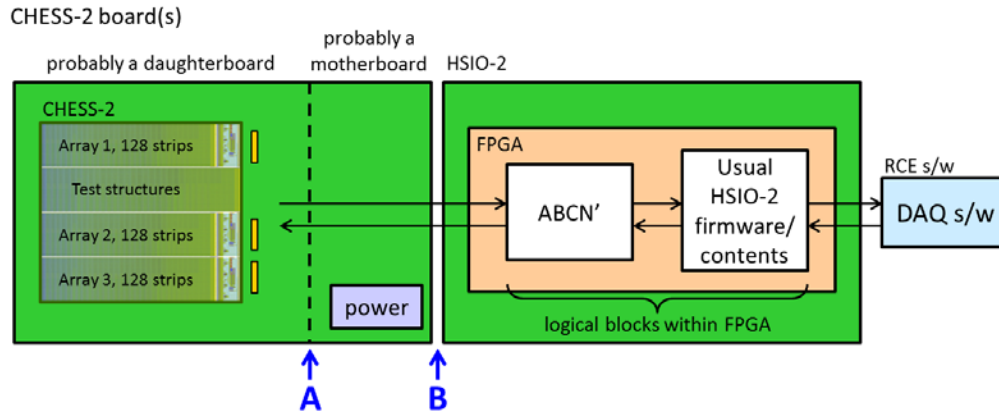 CHESS-2 board(s)
probably a daughterboard
probably a
motherboard
HSIO-2
CHESS-2
Array 1, 128 strips
Test structures
Array 2, 128 strips
Array 3, 128 strips
power
FPGA
ABCN’
Usual
HSIO-2
firmware/
contents
logical blocks within FPGA
RCE s/w
DAQ s/w
A
B